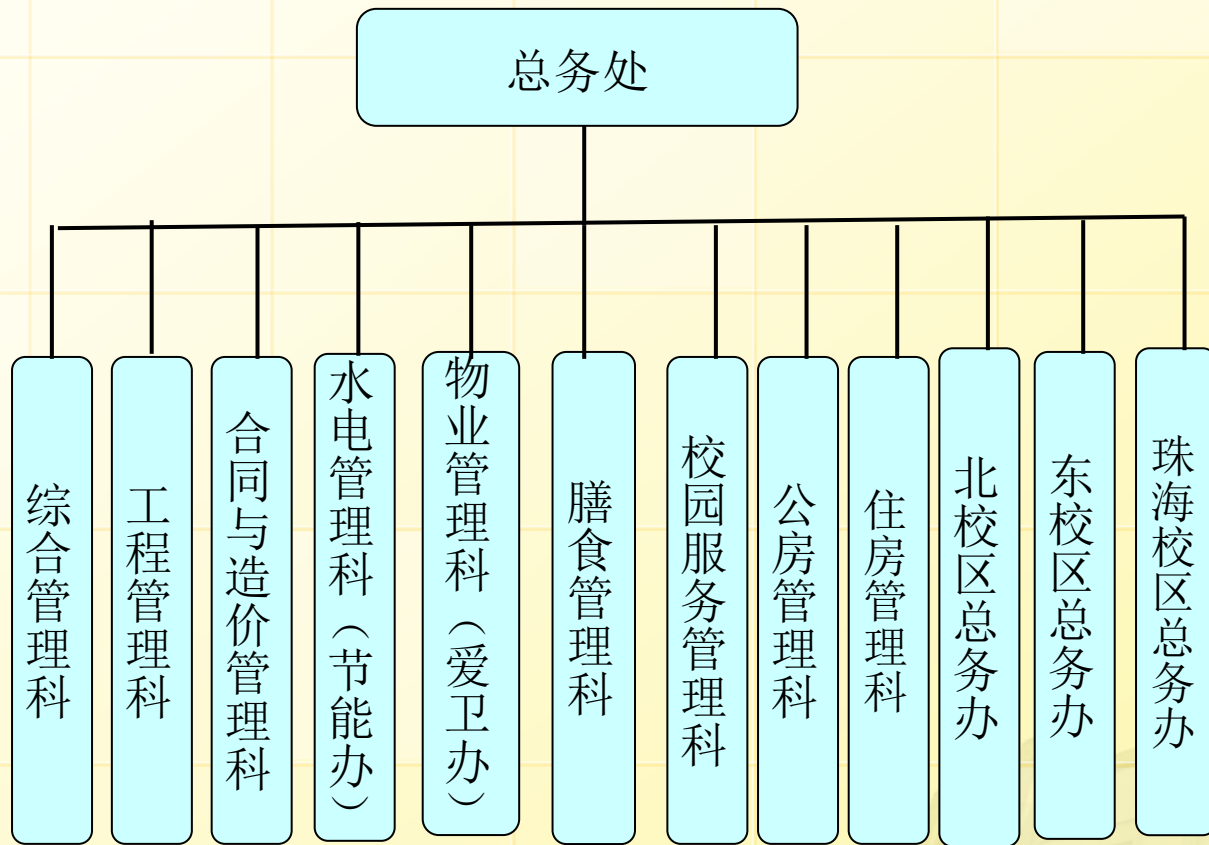 总务处
综合管理科
工程管理科
合同与造价管理科
水电管理科（节能办）
物业管理科（爱卫办）
膳食管理科
校园服务管理科
公房管理科
住房管理科
北校区总务办
东校区总务办
珠海校区总务办